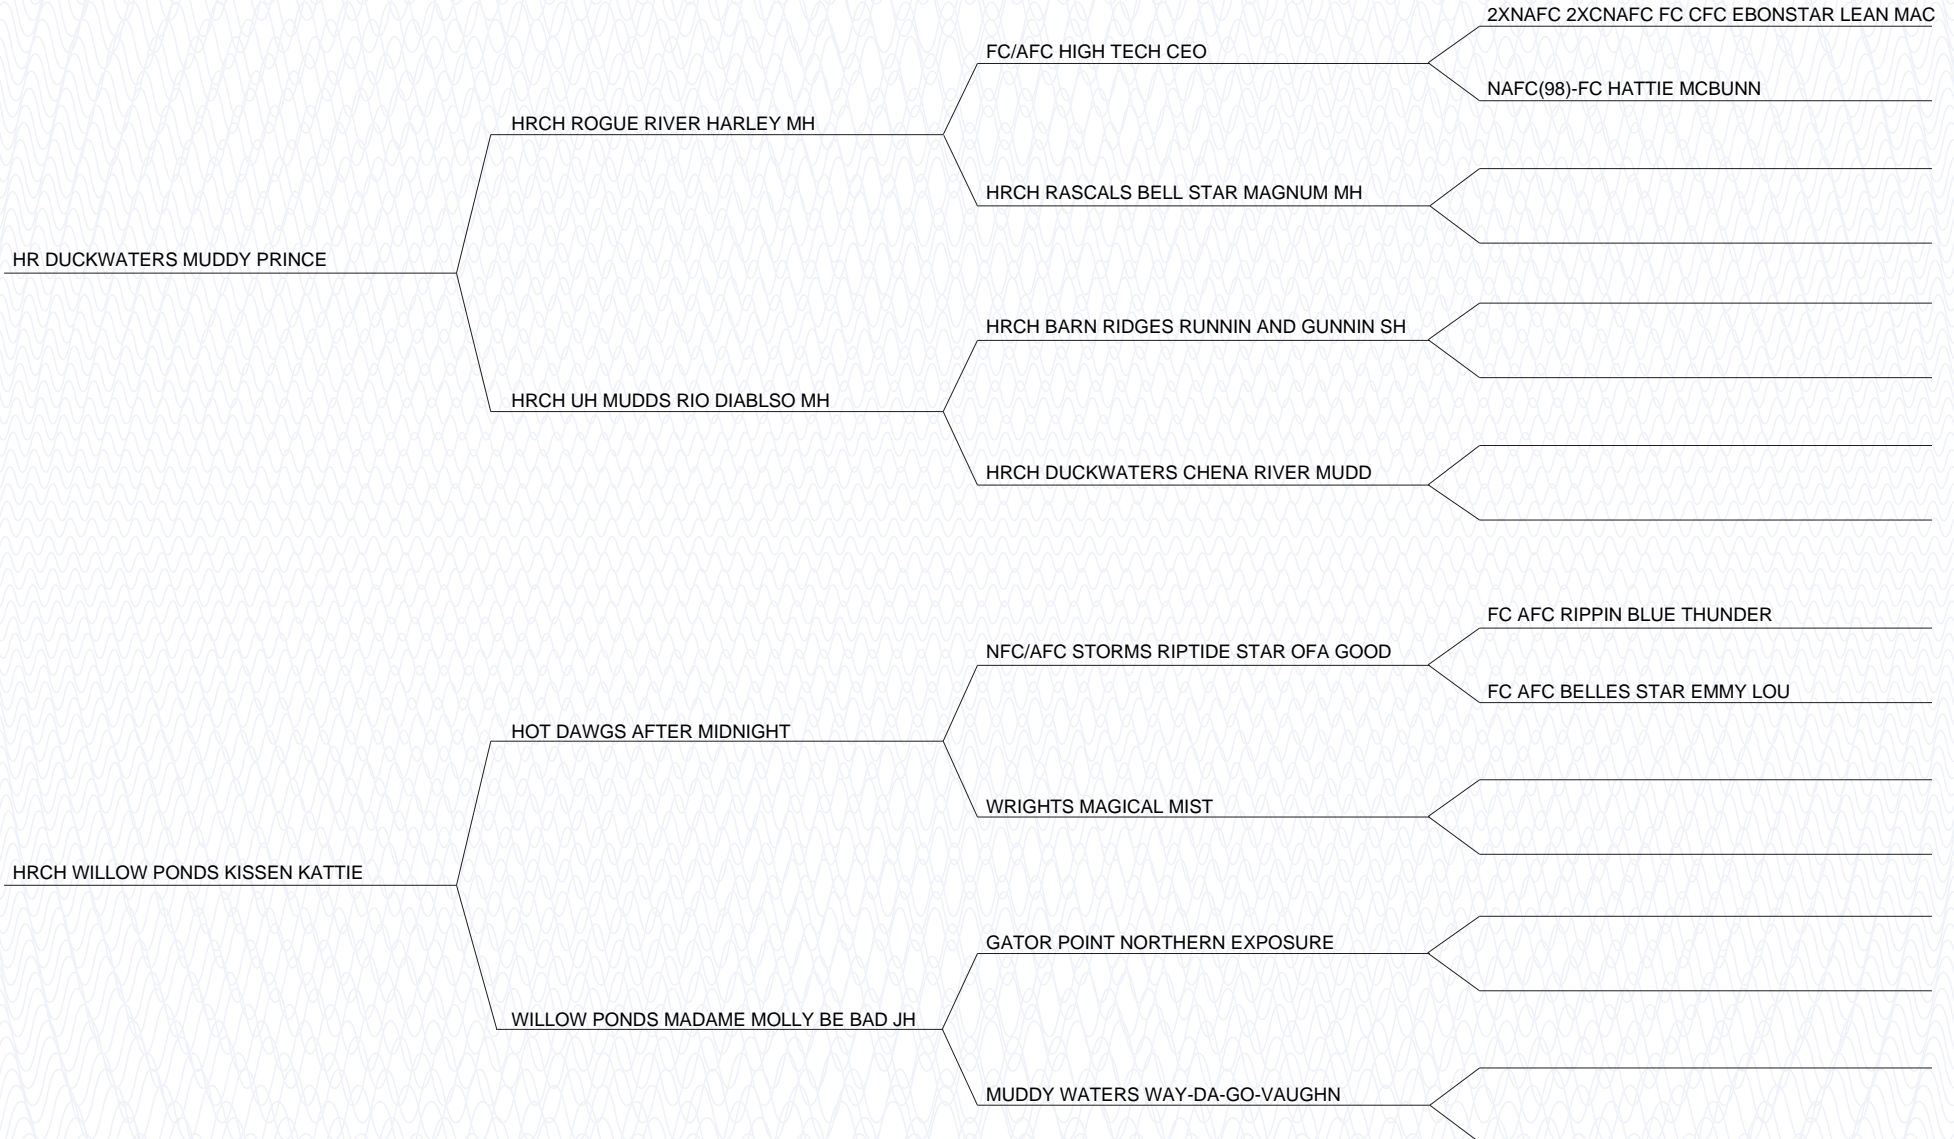 2XNAFC 2XCNAFC FC CFC EBONSTAR LEAN MAC
FC/AFC HIGH TECH CEO
NAFC(98)-FC HATTIE MCBUNN
HRCH ROGUE RIVER HARLEY MH
HRCH RASCALS BELL STAR MAGNUM MH
HR DUCKWATERS MUDDY PRINCE
HRCH BARN RIDGES RUNNIN AND GUNNIN SH
HRCH UH MUDDS RIO DIABLSO MH
HRCH DUCKWATERS CHENA RIVER MUDD
FC AFC RIPPIN BLUE THUNDER
NFC/AFC STORMS RIPTIDE STAR OFA GOOD
FC AFC BELLES STAR EMMY LOU
HOT DAWGS AFTER MIDNIGHT
WRIGHTS MAGICAL MIST
HRCH WILLOW PONDS KISSEN KATTIE
GATOR POINT NORTHERN EXPOSURE
WILLOW PONDS MADAME MOLLY BE BAD JH
MUDDY WATERS WAY-DA-GO-VAUGHN